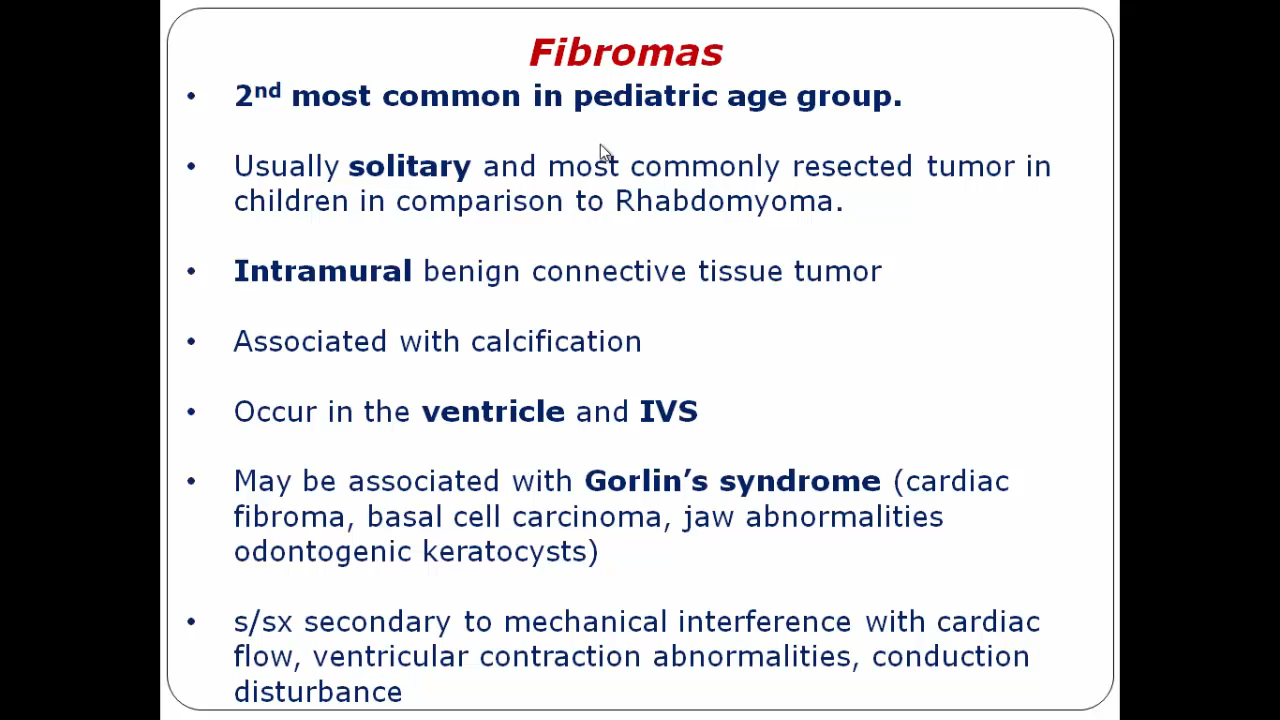 Fibromas
• 2nd most common in pediatric age group.
• Usually solitary and most commonly resected tumor in
children in comparison to Rhabdomyoma.
• Intramural benign connective tissue tumor
• Associated with calcification
• Occur in the ventricle and IVS
• May be associated with Gorlin’s syndrome (cardiac
fibroma, basal cell carcinoma, jaw abnormalities
odontogenic keratocysts)
• s/sx secondary to mechanical interference with cardiac
flow, ventricular contraction abnormalities, conduction
disturbance